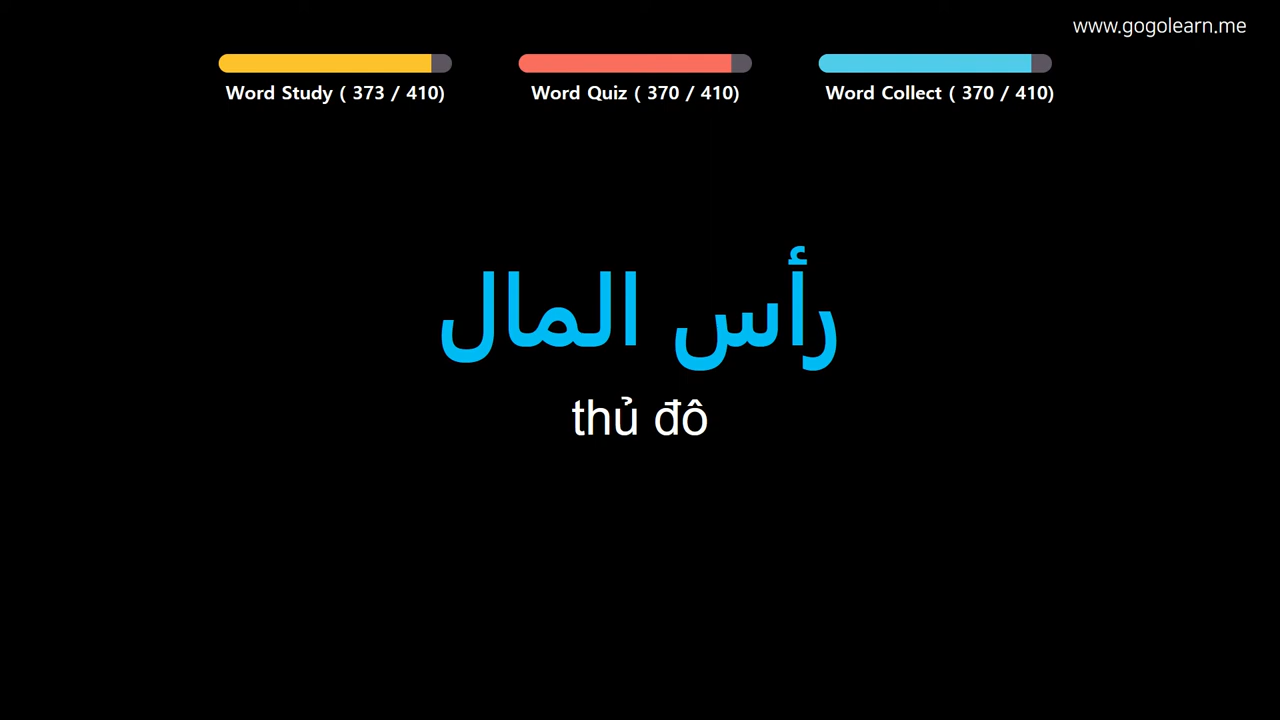 www.gogolearn.me
Word Study ( 373 / 410)
Word Quiz ( 370 / 410)
Word Collect ( 370 / 410)
رأس المال
thủ đô